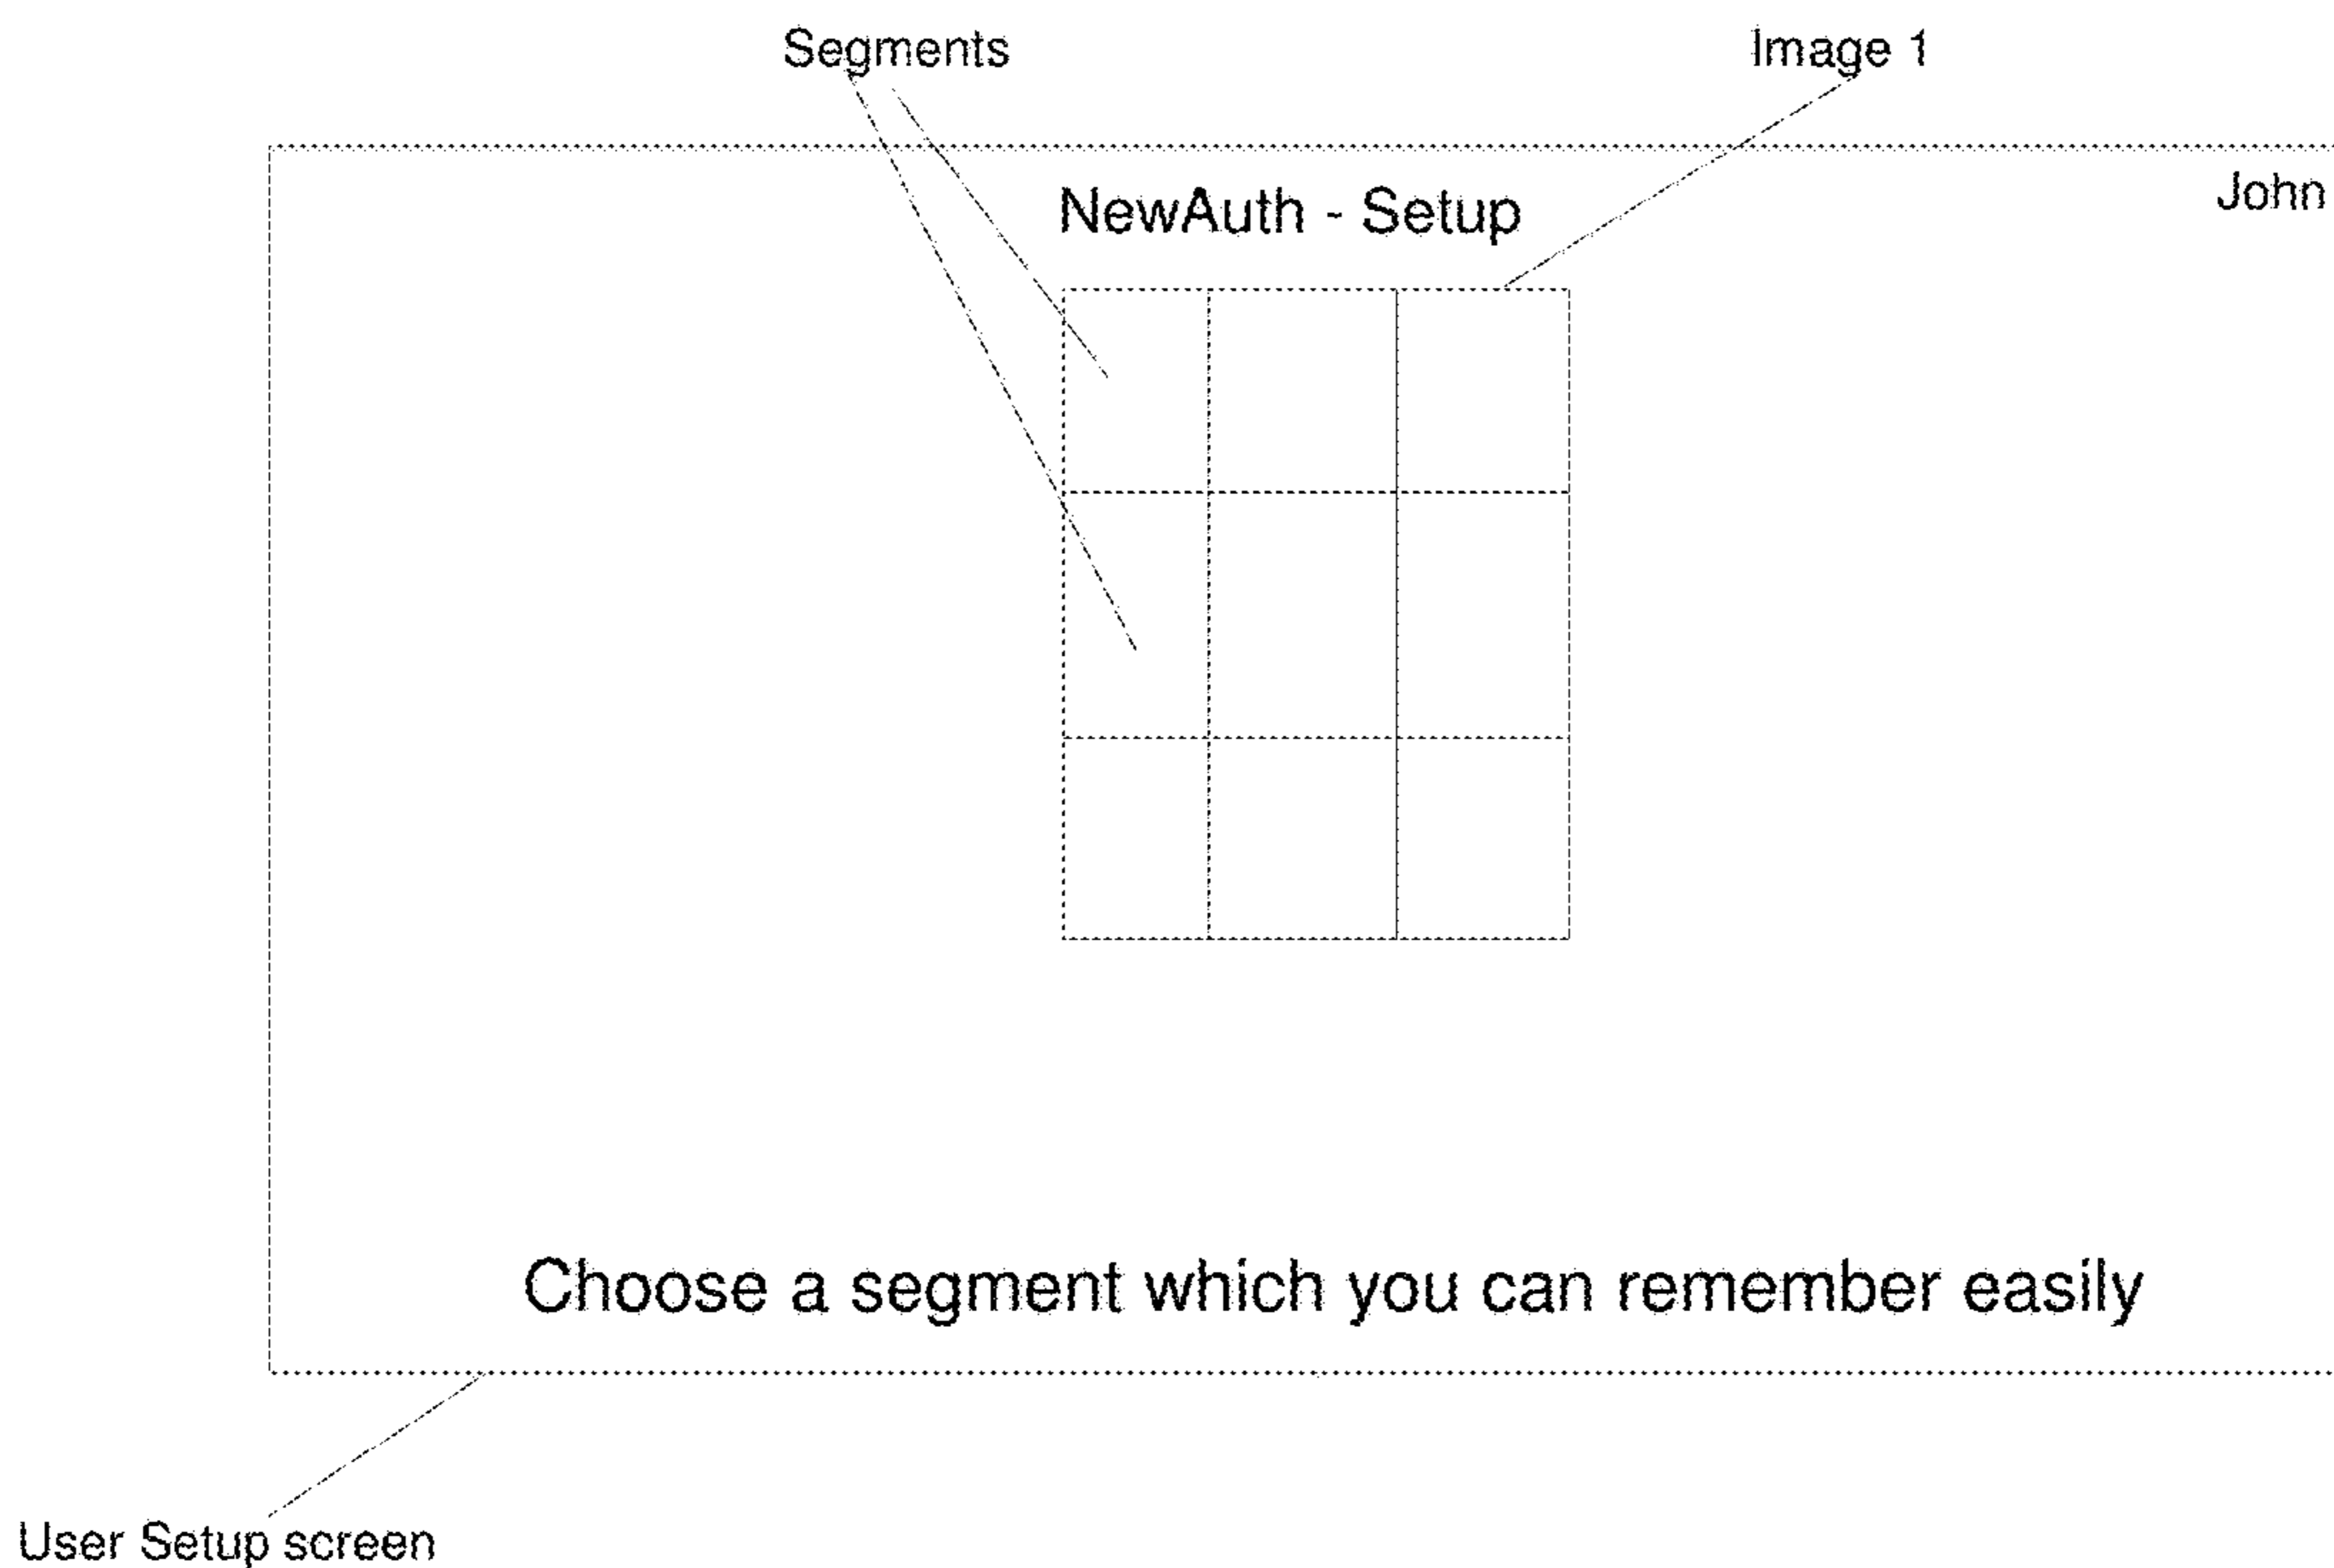 Segments
Image 1
John
NewAuth - Setup
Choose a segment which you can remember easily
User Setup screen